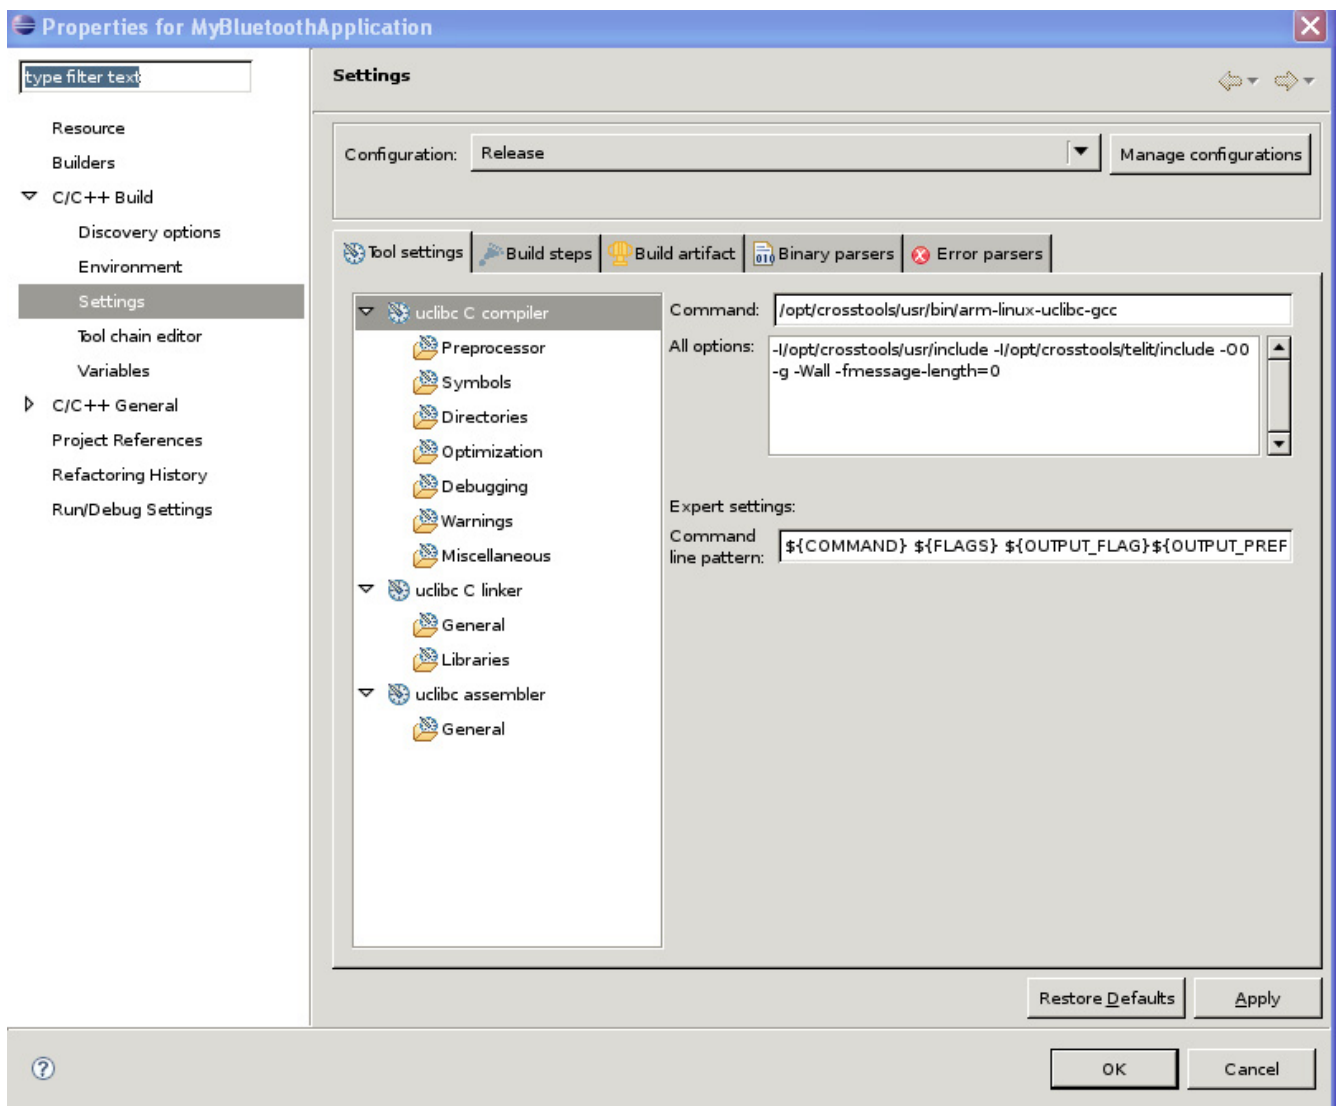 Properties for MyBluetoothApplication
type filter text
Resource
Builders
C/C++ Build
Discovery options
Environment
Settings
Tool chain editor
Variables
C/C++ General
Project References
Refactoring History
Run/Debug Settings
Settings
Configuration: Release Manage configurations
Tool settings Build steps Build artifact Binary parsers Error parsers
uclibc C compiler
Preprocessor
Symbols
Directories
Optimization
Debugging
Warnings
Miscellaneous
uclibc C linker
General
Libraries
uclibc assembler
General
Command: /opt/crosstools/usr/bin/arm-linux-uclibc-gcc
All options: -I/opt/crosstools/usr/include -I/opt/crosstools/telit/include -O0
-g -Wall -fmessage-length=0
Expert settings:
Command
line pattern: ${COMMAND} ${FLAGS} ${OUTPUT_FLAG}${OUTPUT_PREF
Restore Defaults Apply
OK Cancel